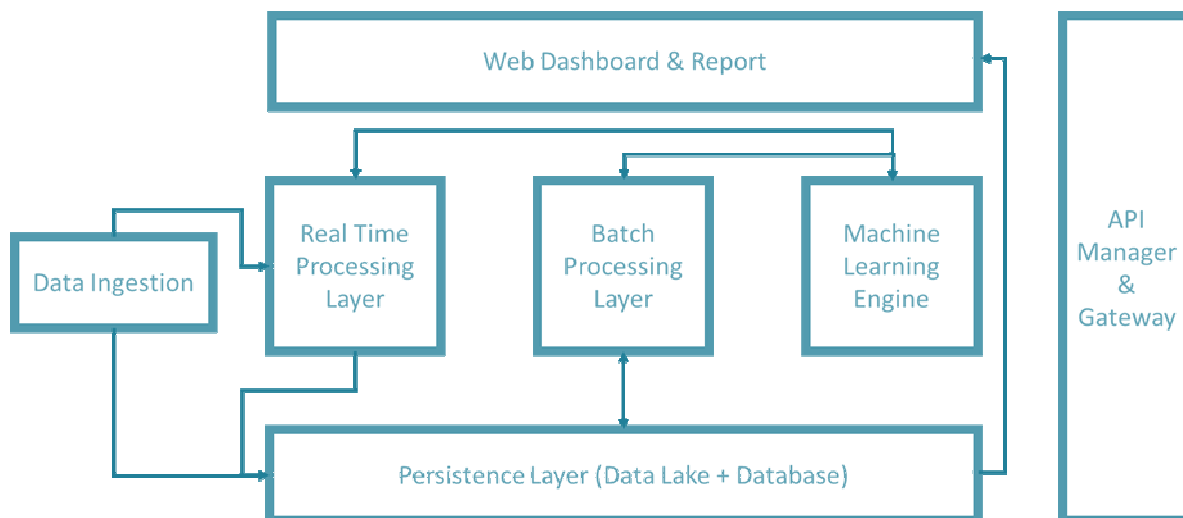 Web Dashboard & Report
Real Time
Processing
Layer
Batch
Processing
Layer
Machine
Learning
Engine
API
Manager
&
Gateway
Data Ingestion
Persistence Layer (Data Lake + Database)